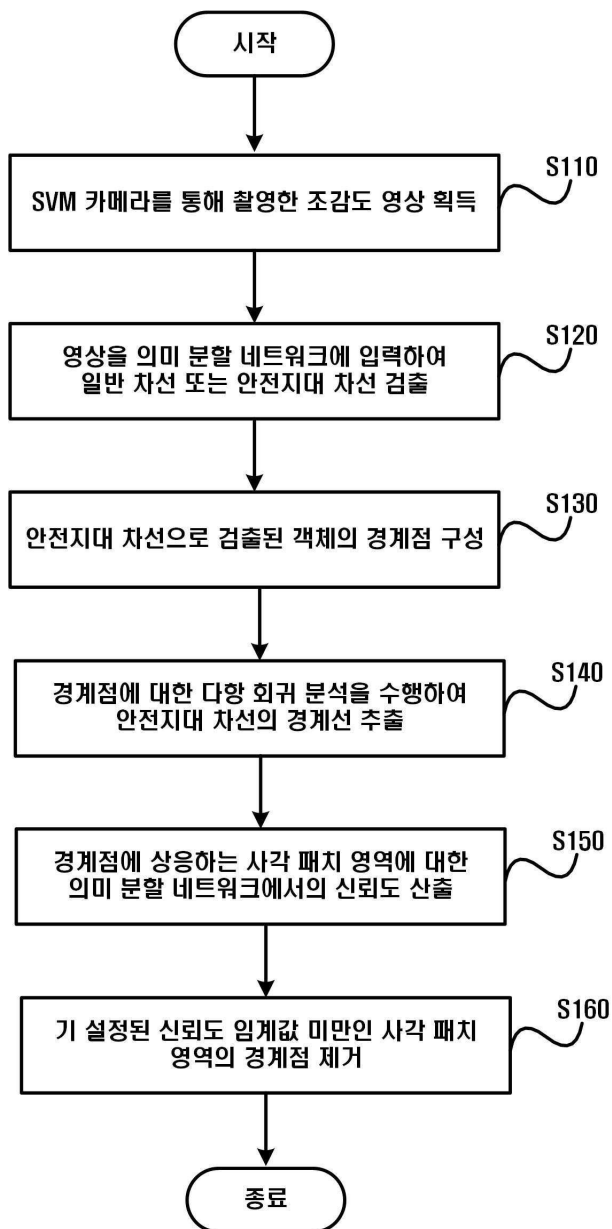 시작
S110
SVM 카메라를 통해 촬영한 조감도 영상 획득
S120
영상을 의미 분할 네트워크에 입력하여
일반 차선 또는 안전지대 차선 검출
S130
안전지대 차선으로 검출된 객체의 경계점 구성
S140
경계점에 대한 다항 회귀 분석을 수행하여
안전지대 차선의 경계선 추출
S150
경계점에 상응하는 사각 패치 영역에 대한
의미 분할 네트워크에서의 신뢰도 산출
S160
기 설정된 신뢰도 임계값 미만인 사각 패치
영역의 경계점 제거
종료